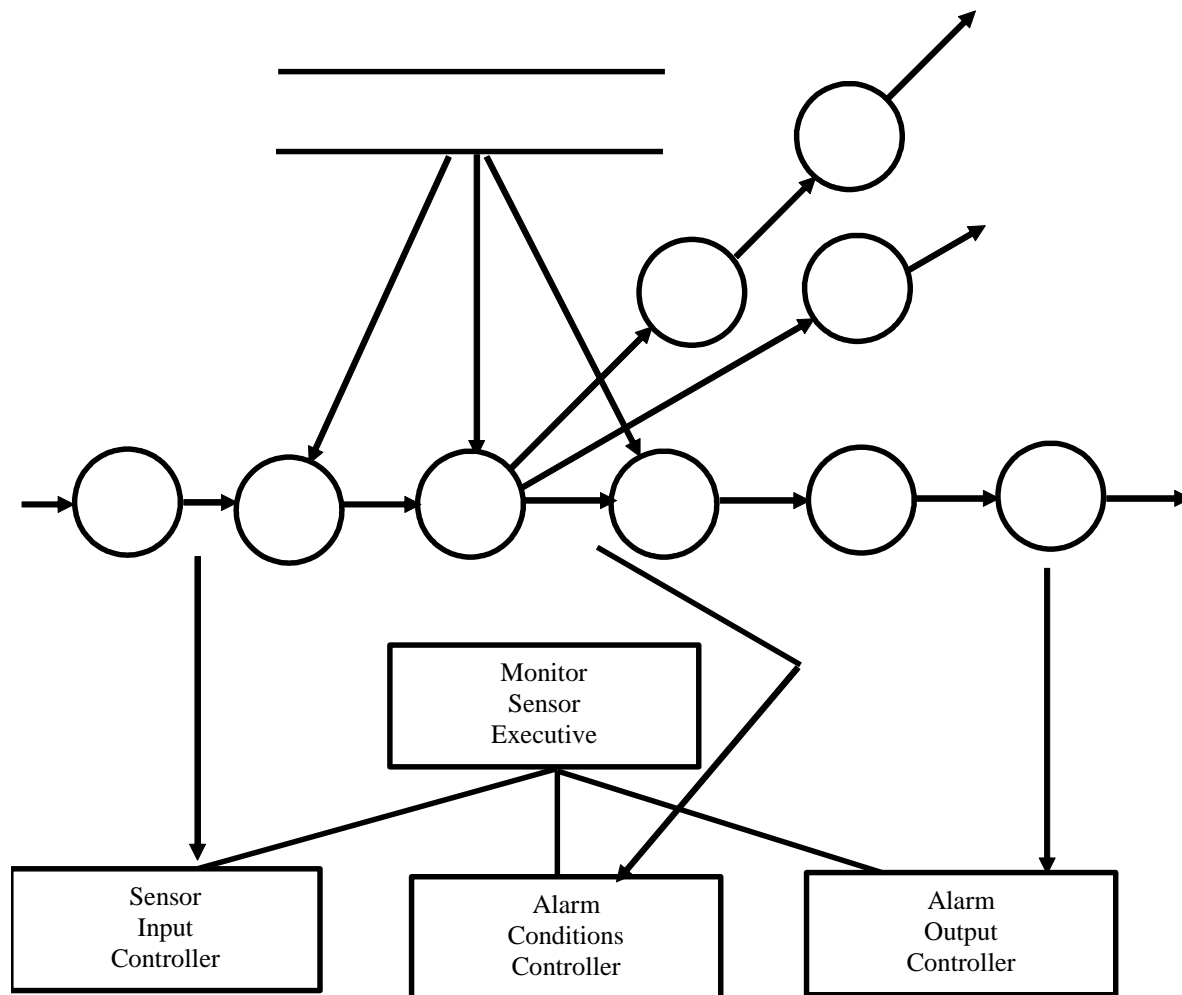 Monitor
Sensor
Executive
Sensor
Input
Controller
Alarm
Conditions
Controller
Alarm
Output
Controller